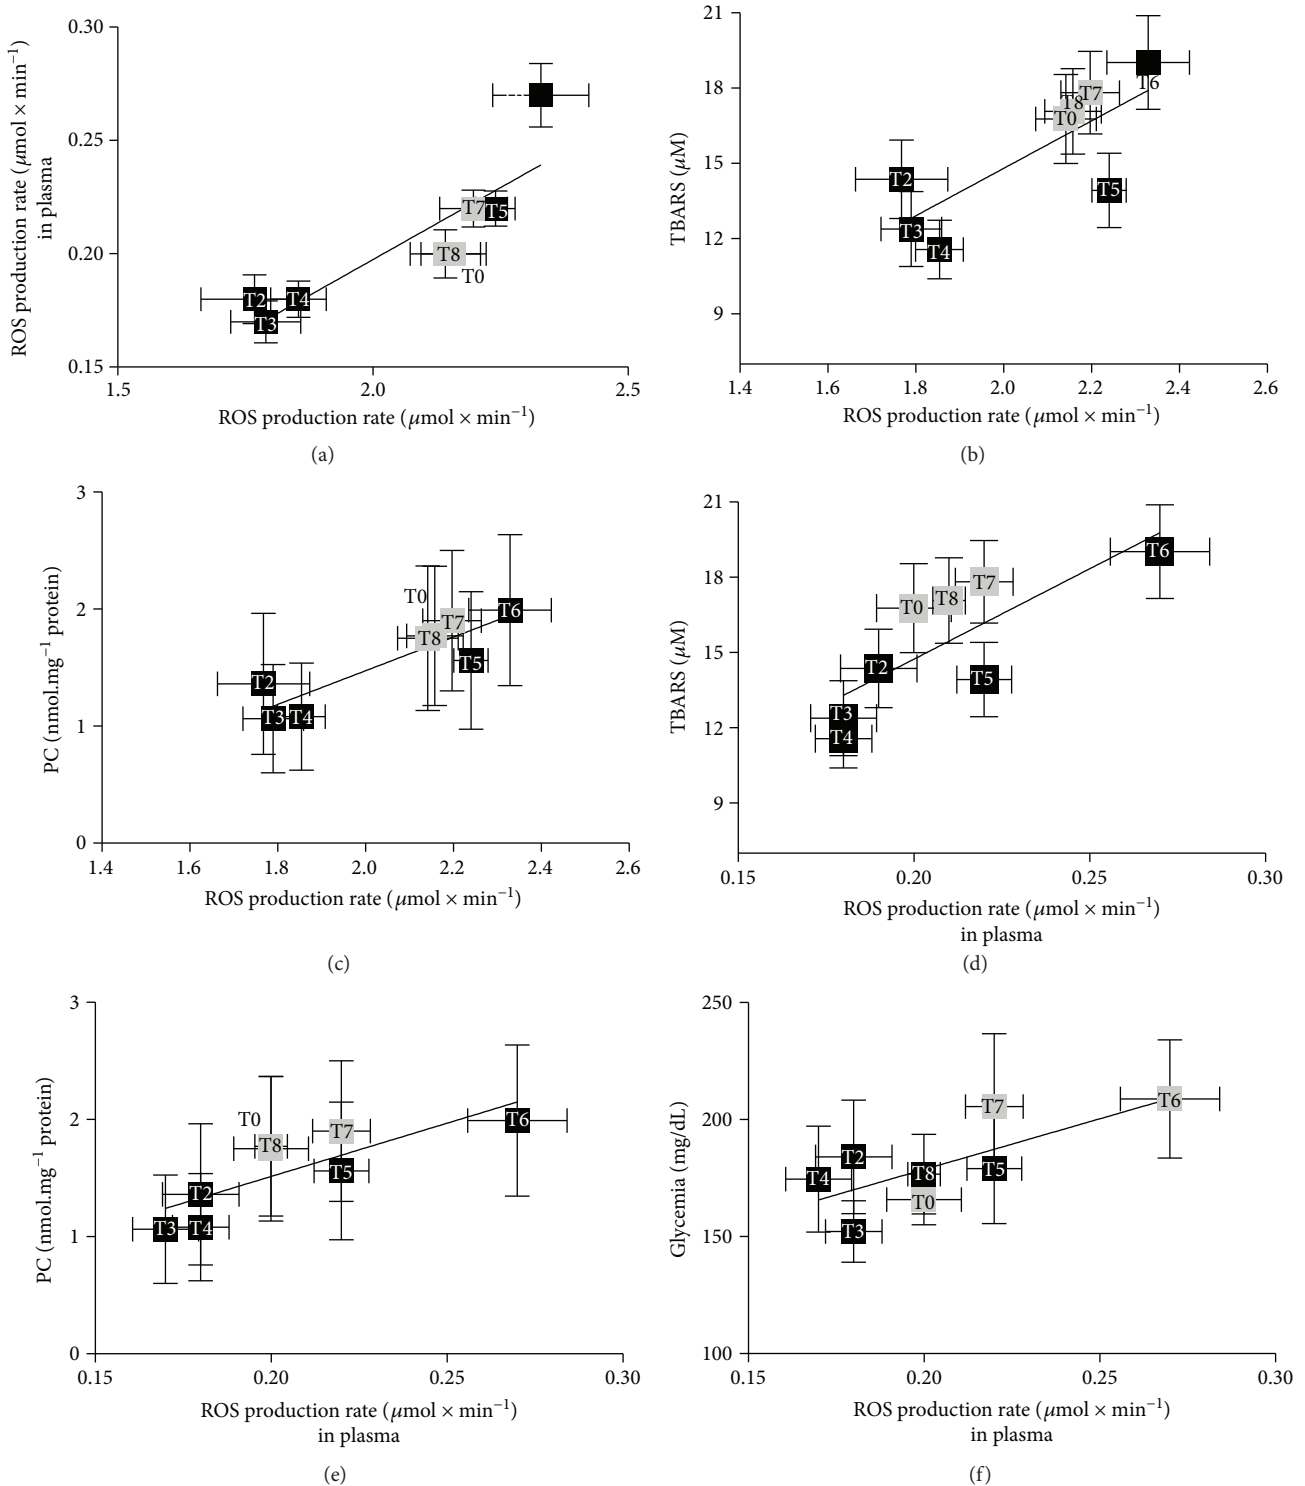 0.30
0.25
0.20
0.15
ROS production rate (μmol × min⁻¹)
in plasma
T7
T5
T8
T0
T2
T4
T3
1.5
2.0
2.5
ROS production rate (μmol × min⁻¹)
(a)
21
18
15
12
9
TBARS (μM)
T6
T7
T8
T0
T2
T5
T3
T4
1.4
1.6
1.8
2.0
2.2
2.4
2.6
ROS production rate (μmol × min⁻¹)
(b)
3
2
1
0
PC (nmol.mg⁻¹ protein)
T0
T6
T7
T8
T5
T2
T3
T4
1.4
1.6
1.8
2.0
2.2
2.4
2.6
ROS production rate (μmol × min⁻¹)
(c)
21
18
15
12
9
TBARS (μM)
T6
T7
T8
T0
T2
T5
T3
T4
0.15
0.20
0.25
0.30
ROS production rate (μmol × min⁻¹)
in plasma
(d)
3
2
1
0
PC (nmol.mg⁻¹ protein)
T0
T6
T7
T8
T5
T2
T3
T4
0.15
0.20
0.25
0.30
ROS production rate (μmol × min⁻¹)
in plasma
(e)
250
200
150
100
Glycemia (mg/dL)
T7
T6
T2
T4
T8
T5
T0
T3
0.15
0.20
0.25
0.30
ROS production rate (μmol × min⁻¹)
in plasma
(f)